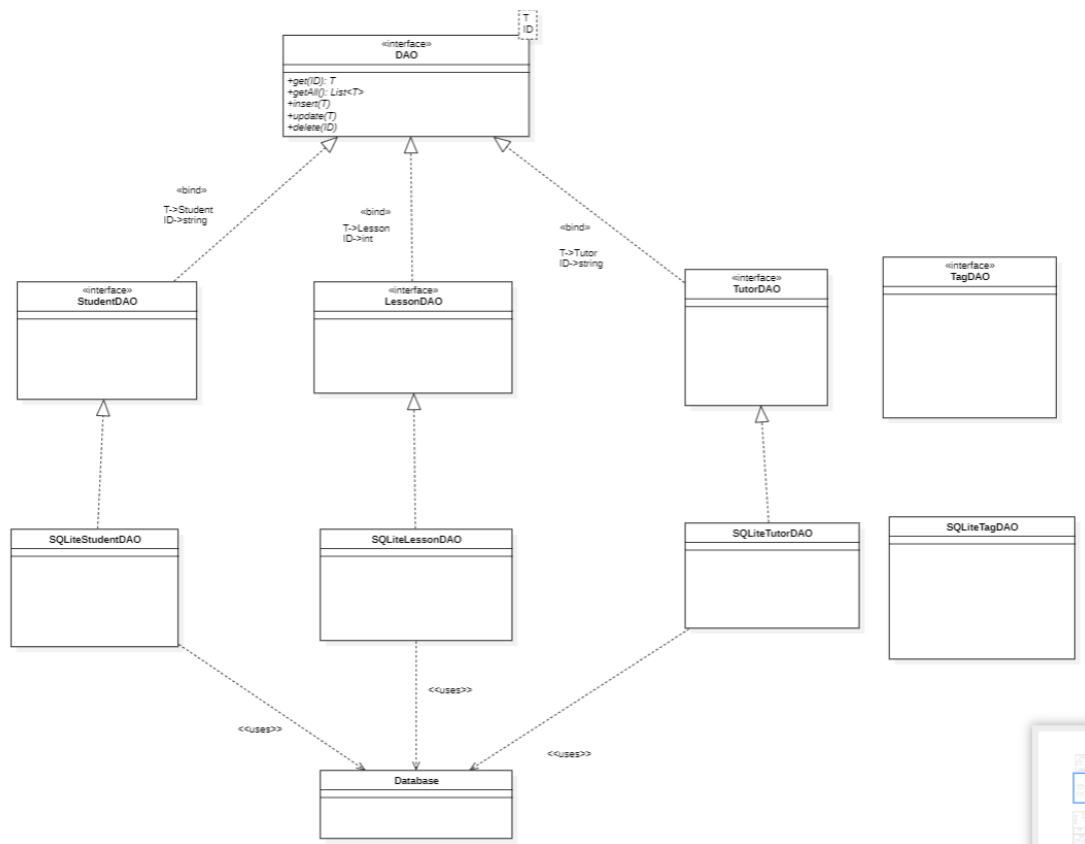 T
ID
«interface»
DAO
+get(ID): T
+getAll(): List<T>
+insert(T)
+update(T)
+delete(ID)
«bind»
T->Student
ID->string
«bind»
T->Lesson
ID->int
«bind»
T->Tutor
ID->string
«interface»
StudentDAO
«interface»
LessonDAO
«interface»
TutorDAO
«interface»
TagDAO
SQLiteStudentDAO
SQLiteLessonDAO
SQLiteTutorDAO
SQLiteTagDAO
<<uses>>
<<uses>>
<<uses>>
Database